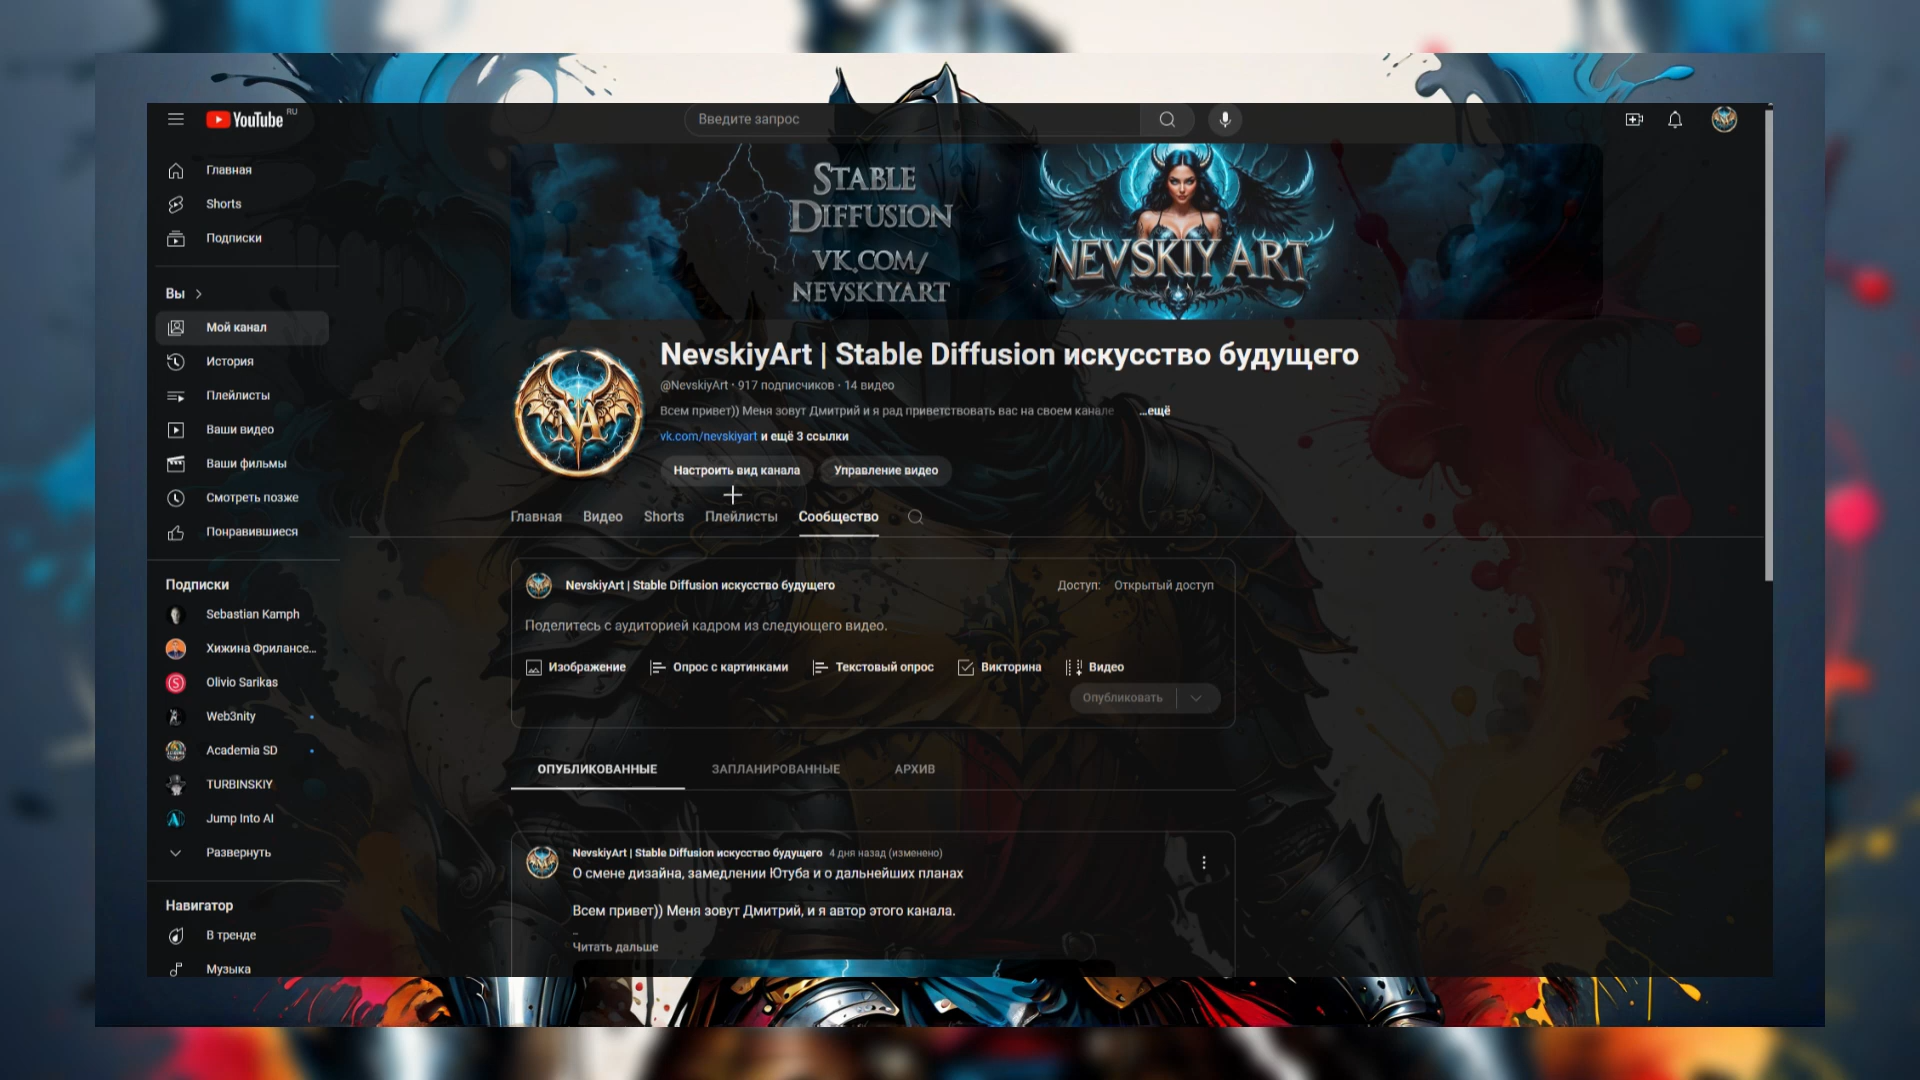 YouTube RU
Введите запрос
Главная
Shorts
Подписки
Вы
Мой канал
История
Плейлисты
Ваши видео
Ваши фильмы
Смотреть позже
Понравившиеся
Подписки
Sebastian Kamph
Хижина Фрилансе...
Olivio Sarikas
Web3nity
Academia SD
TURBINSKIY
Jump Into AI
Развернуть
Навигатор
В тренде
Музыка
STABLE
DIFFUSION
VK.COM/
NEVSKIYART
NEVSKIY ART
NA
NevskiyArt | Stable Diffusion искусство будущего
@NevskiyArt · 917 подписчиков · 14 видео
Всем привет)) Меня зовут Дмитрий и я рад приветствовать вас на своем канале ...ещё
vk.com/nevskiyart и ещё 3 ссылки
Настроить вид канала Управление видео
Главная Видео Shorts Плейлисты Сообщество
NevskiyArt | Stable Diffusion искусство будущего Доступ: Открытый доступ
Поделитесь с аудиторией кадром из следующего видео.
Изображение Опрос с картинками Текстовый опрос Викторина Видео
Опубликовать
ОПУБЛИКОВАННЫЕ ЗАПЛАНИРОВАННЫЕ АРХИВ
NevskiyArt | Stable Diffusion искусство будущего 4 дня назад (изменено)
О смене дизайна, замедлении Ютуба и о дальнейших планах
Всем привет)) Меня зовут Дмитрий, и я автор этого канала.
Читать дальше